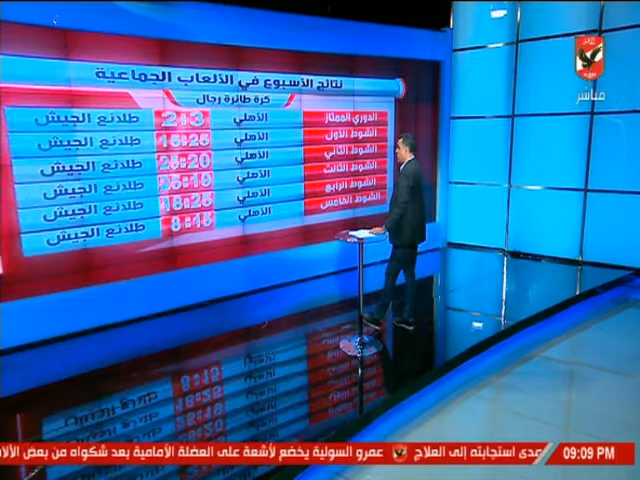 مباشر
نتائج الأسبوع في الألعاب الجماعية
كرة طائرة رجال
الدوري الممتاز الأهلي 2:3 طلائع الجيش
الشوط الأول الأهلي 15:25 طلائع الجيش
الشوط الثاني الأهلي 25:20 طلائع الجيش
الشوط الثالث الأهلي 25:19 طلائع الجيش
الشوط الرابع الأهلي 18:25 طلائع الجيش
الشوط الخامس الأهلي 8:15 طلائع الجيش
مدى استجابته إلى العلاج عمرو السولية يخضع لأشعة على العضلة الأمامية بعد شكواه من بعض
09:09 PM